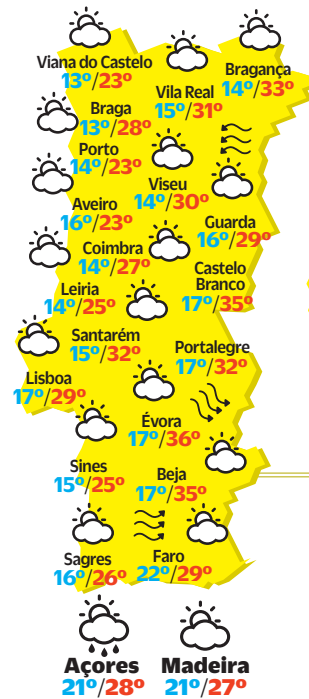 Viana do Castelo
13º/23º
Bragança
14º/33º
Vila Real
15º/31º
Braga
13º/28º
Porto
14º/23º
Viseu
14º/30º
Aveiro
16º/23º
Guarda
16º/29º
Coimbra
14º/27º
Castelo
Branco
17º/35º
Leiria
14º/25º
Santarém
15º/32º
Portalegre
17º/32º
Lisboa
17º/29º
Évora
17º/36º
Sines
15º/25º
Beja
17º/35º
Sagres
16º/26º
Faro
22º/29º
Açores
21º/28º
Madeira
21º/27º